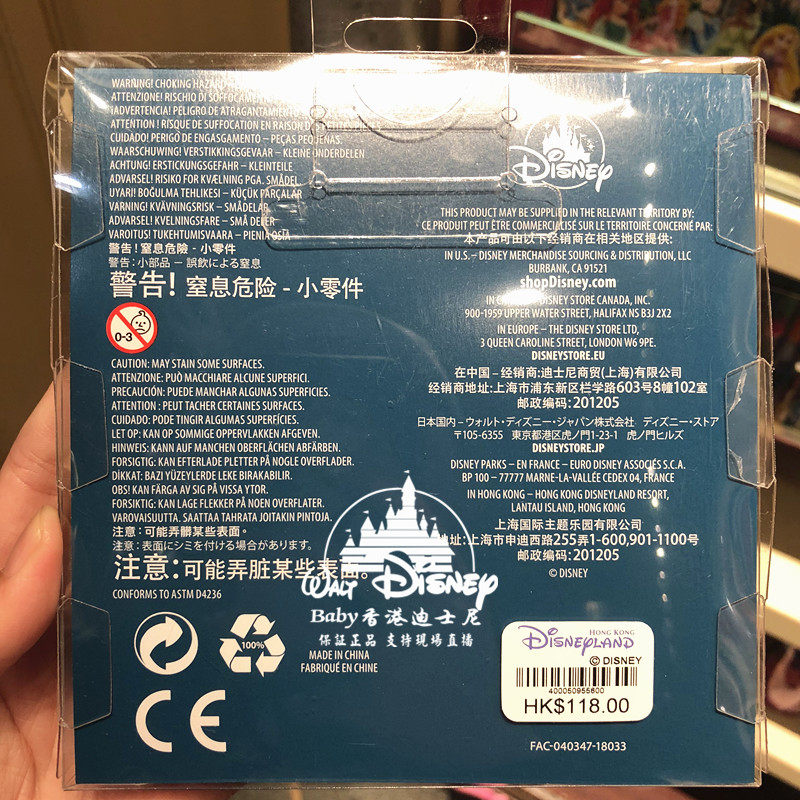 WARNING! CHOKING HAZARD
ATTENZIONE! RISCHIO DI SOFFOCAMENTO
¡ADVERTENCIA! PELIGRO DE ATRAGANTAMIENTO
ATTENTION ! RISQUE DE SUFFOCATION EN RAISON
CUIDADO! PERIGO DE ENGASGAMENTO – PEÇAS PEQUENAS.
WAARSCHUWING! VERSTIKKINGSGEVAAR – KLEINE ONDERDELEN
ACHTUNG! ERSTICKUNGSGEFAHR – KLEINTEILE
ADVARSEL! RISIKO FOR KVÆLNING PGA. SMÅDELE
UYARI! BOĞULMA TEHLIKESI – KÜÇÜK PARÇALAR
VARNING! KVÄVNINGSRISK – SMÅDELAR
ADVARSEL! KVELNINGSFARE – SMÅ DELER
VAROITUS! TUKEHTUMISVAARA – PIENIÄ OSIA
警告! 窒息危險 - 小零件
警告: 小部品 – 誤飲による窒息
警告! 窒息危险 - 小零件
0-3
CAUTION: MAY STAIN SOME SURFACES.
ATTENZIONE: PUÒ MACCHIARE ALCUNE SUPERFICI.
PRECAUCIÓN: PUEDE MANCHAR ALGUNAS SUPERFICIES.
ATTENTION : PEUT TACHER CERTAINES SURFACES.
CUIDADO: PODE TINGIR ALGUMAS SUPERFÍCIES.
LET OP: KAN OP SOMMIGE OPPERVLAKKEN AFGEVEN.
HINWEIS: KANN AUF MANCHEN OBERFLÄCHEN ABFÄRBEN.
FORSIGTIG: KAN EFTERLADE PLETTER PÅ NOGLE OVERFLADER.
DIKKAT: BAZI YÜZEYLERDE LEKE BIRAKABILIR.
OBS! KAN FÄRGA AV SIG PÅ VISSA YTOR.
FORSIKTIG: KAN LAGE FLEKKER PÅ NOEN OVERFLATER.
VAROVAISUUTTA. SAATTAA TAHRATA JOITAKIN PINTOJA.
注意: 可能弄髒某些表面。
注意: 表面にシミを付ける場合があります。
注意: 可能弄脏某些表面。
CONFORMS TO ASTM D4236
100%
MADE IN CHINA
FABRIQUÉ EN CHINE
CE
Disney
THIS PRODUCT MAY BE SUPPLIED IN THE RELEVANT TERRITORY BY:
CE PRODUIT PEUT ÊTRE COMMERCIALISÉ SUR LE TERRITOIRE CONCERNÉ PAR:
本产品可由以下经销商在相关地区提供:
IN U.S. – DISNEY MERCHANDISE SOURCING & DISTRIBUTION, LLC
BURBANK, CA 91521
shopDisney.com
IN DISNEY STORE CANADA, INC.
900-1959 UPPER WATER STREET, HALIFAX NS B3J 2X2
IN EUROPE – THE DISNEY STORE LTD,
3 QUEEN CAROLINE STREET, LONDON W6 9PE.
DISNEYSTORE.EU
在中国 – 经销商: 迪士尼商贸(上海)有限公司
经销商地址: 上海市浦东新区栏学路603号8幢102室
邮政编码: 201205
日本国内 – ウォルト・ディズニー・ジャパン株式会社 ディズニー・ストア
〒105-6355 東京都港区虎ノ門1-23-1 虎ノ門ヒルズ
DISNEYSTORE.JP
DISNEY PARKS – EN FRANCE – EURO DISNEY ASSOCIÉS S.C.A.
BP 100 – 77777 MARNE-LA-VALLÉE CEDEX 04, FRANCE
IN HONG KONG – HONG KONG DISNEYLAND RESORT,
LANTAU ISLAND, HONG KONG
上海国际主题乐园有限公司
地址: 上海市申迪西路255弄1-600,901-1100号
邮政编码: 201205
© DISNEY
WALT DISNEY
Baby香港迪士尼
保証正品 支持現場直播
HONG KONG
DISNEYLAND
© DISNEY
400050955600
HK$118.00
FAC-040347-18033